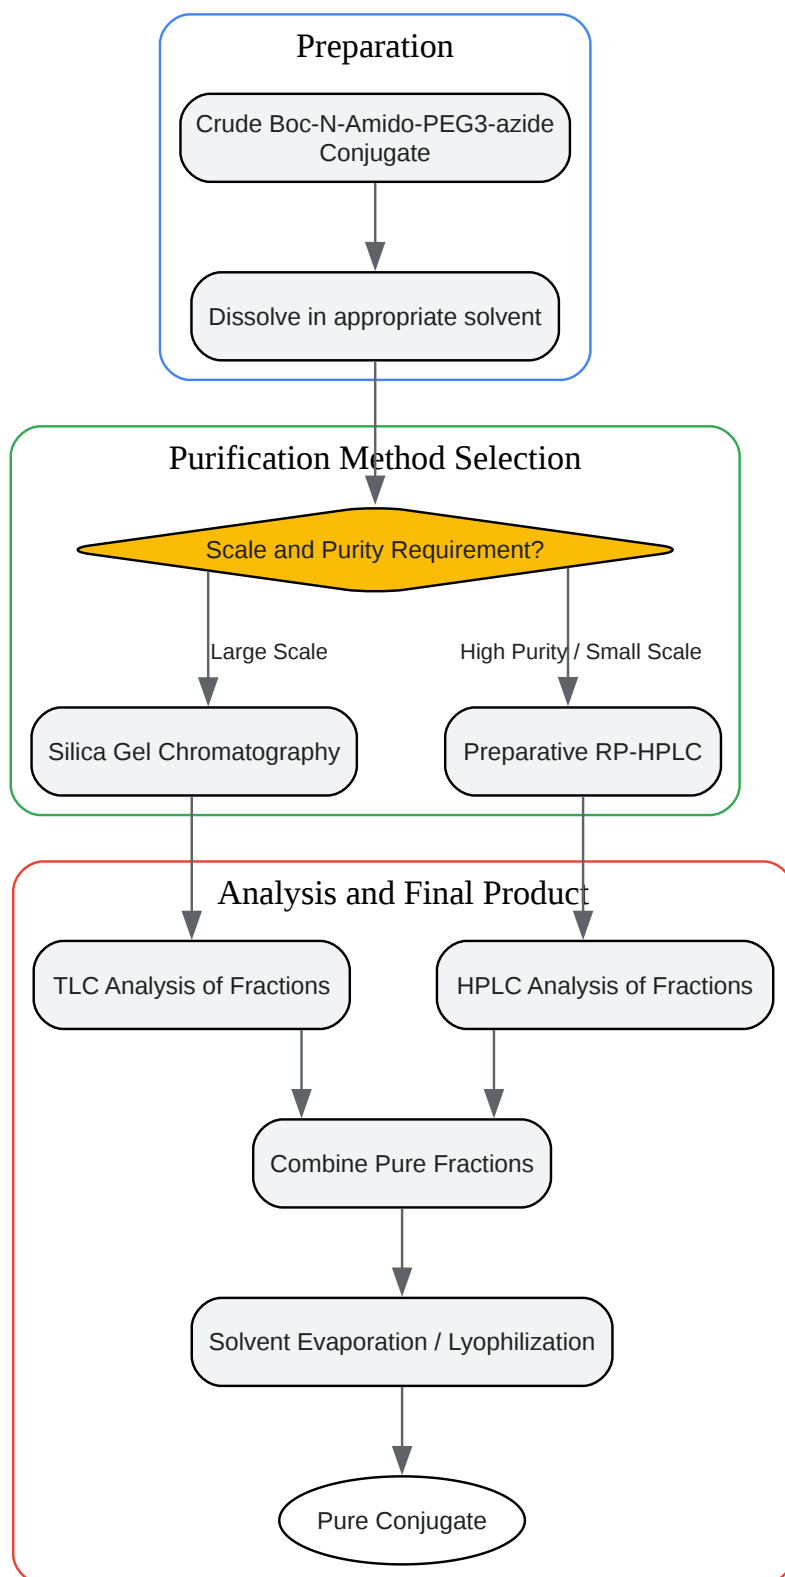 Preparation
Crude Boc-N-Amido-PEG3-azide
Conjugate
Dissolve in appropriate solvent
Purification Method Selection
Scale and Purity Requirement?
Large Scale
High Purity / Small Scale
Silica Gel Chromatography
Preparative RP-HPLC
Analysis and Final Product
TLC Analysis of Fractions
HPLC Analysis of Fractions
Combine Pure Fractions
Solvent Evaporation / Lyophilization
Pure Conjugate